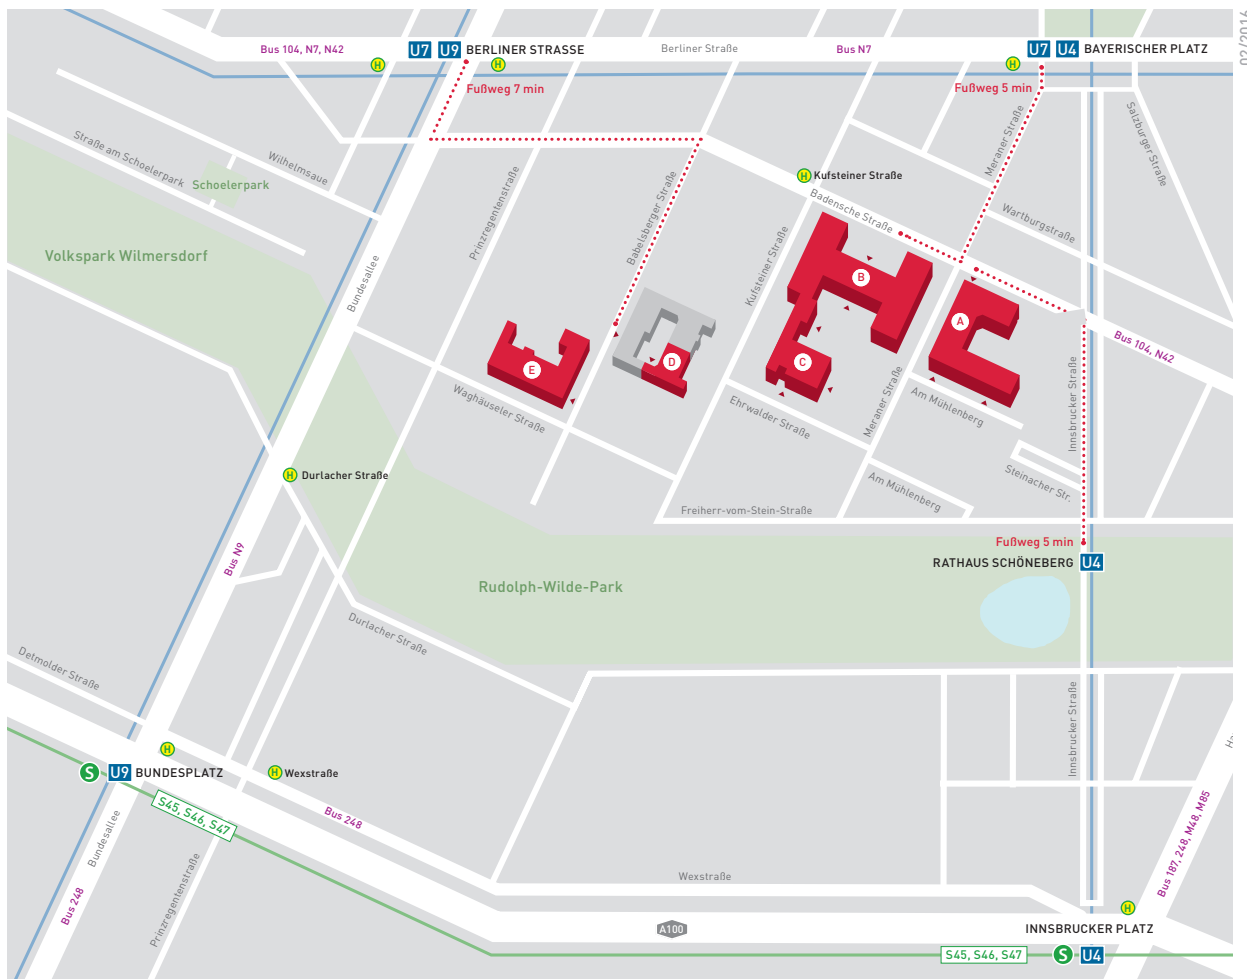 02/2016
Bus 104, N7, N42
U7
U9
BERLINER STRASSE
Berliner Straße
Bus N7
U7
U4
BAYERISCHER PLATZ
H
H
H
Fußweg 7 min
Fußweg 5 min
Straße am Schoelerpark
Wilhelmsaue
Schoelerpark
Prinzregentenstraße
Babelsberger Straße
H
Kufsteiner Straße
Badensche Straße
Meraner Straße
Salzburger Straße
Wartburgstraße
Volkspark Wilmersdorf
Bundesallee
Kufsteiner Straße
B
A
C
D
E
Bus 104, N42
Waghäuseler Straße
Ehrwalder Straße
Meraner Straße
Am Mühlenberg
Innsbrucker Straße
H
Durlacher Straße
Am Mühlenberg
Steinacher Str.
Freiherr-vom-Stein-Straße
Bus N9
Fußweg 5 min
RATHAUS SCHÖNEBERG
U4
Rudolph-Wilde-Park
Durlacher Straße
Detmolder Straße
Innsbrucker Straße
Ha
H
S
U9
BUNDESPLATZ
H
Wexstraße
S45, S46, S47
Bus 248
Bus 187, 248, M48, M85
Bundesallee
Bus 248
Prinzregentenstraße
Wexstraße
A100
H
INNSBRUCKER PLATZ
S45, S46, S47
S
U4